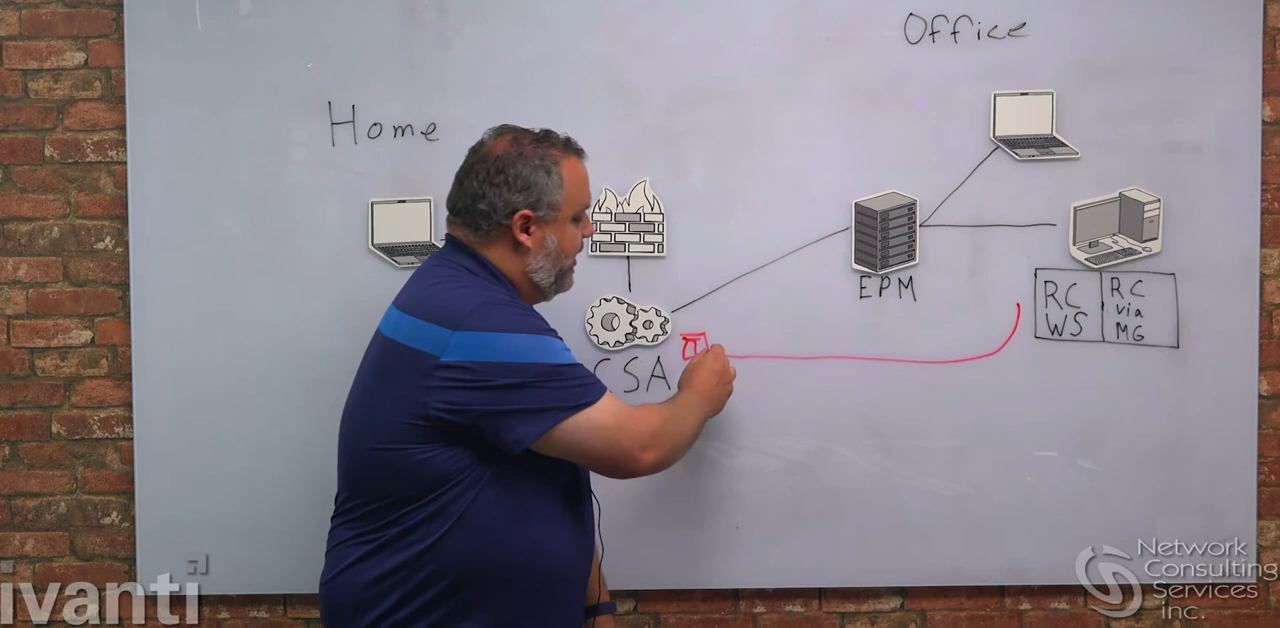 Office
Home
EPM
RC
WS
RC
via
MG
CSA
ivanti
Network
Consulting
Services
inc.